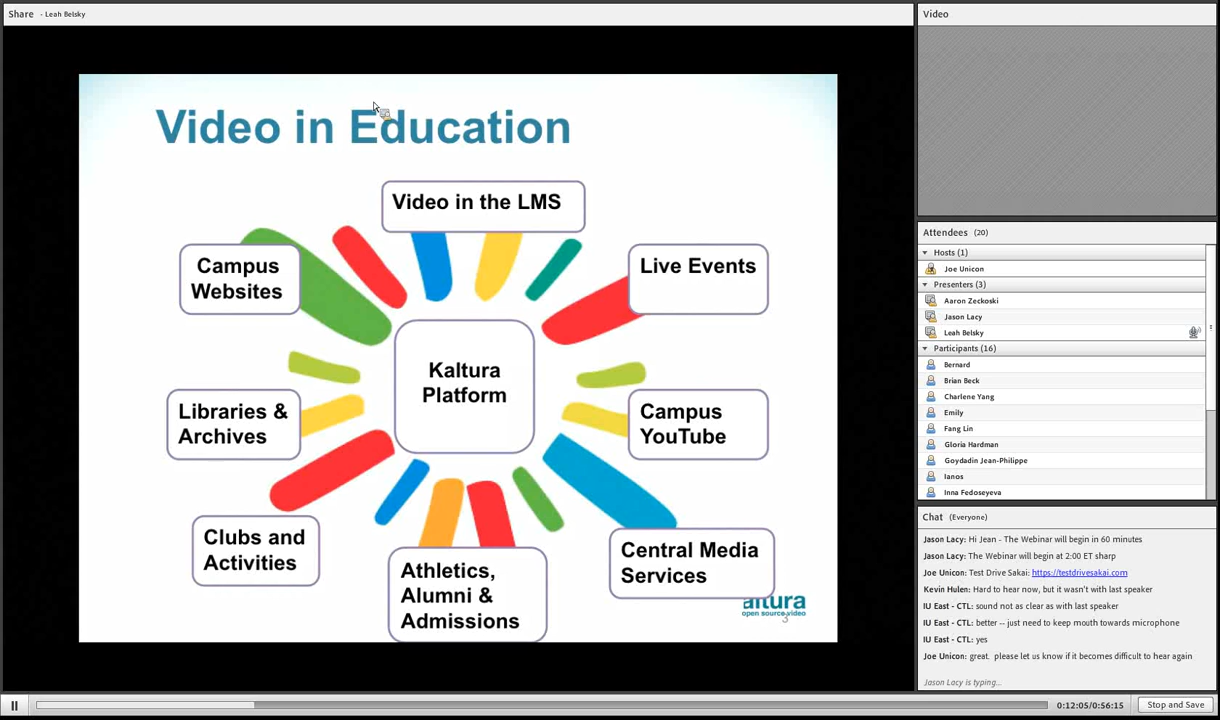 Share - Leah Belsky
Video in Education
Video in the LMS
Campus
Websites
Live Events
Kaltura
Platform
Libraries &
Archives
Campus
YouTube
Clubs and
Activities
Athletics,
Alumni &
Admissions
Central Media
Services
altura
open source video
3
Video
Attendees (20)
Hosts (1)
Joe Unicon
Presenters (3)
Aaron Zeckoski
Jason Lacy
Leah Belsky
Participants (16)
Bernard
Brian Beck
Charlene Yang
Emily
Fang Lin
Gloria Hardman
Goydadin Jean-Philippe
Ianos
Inna Fedoseyeva
Chat (Everyone)
Jason Lacy: Hi Jean - The Webinar will begin in 60 minutes
Jason Lacy: The Webinar will begin at 2:00 ET sharp
Joe Unicon: Test Drive Sakai: https://testdrivesakai.com
Kevin Hulen: Hard to hear now, but it wasn't with last speaker
IU East - CTL: sound not as clear as with last speaker
IU East - CTL: better -- just need to keep mouth towards microphone
IU East - CTL: yes
Joe Unicon: great. please let us know if it becomes difficult to hear again
Jason Lacy is typing...
0:12:05/0:56:15
Stop and Save